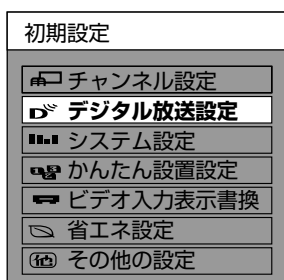 初期設定
チャンネル設定
デジタル放送設定
システム設定
かんたん設置設定
ビデオ入力表示書換
省エネ設定
その他の設定